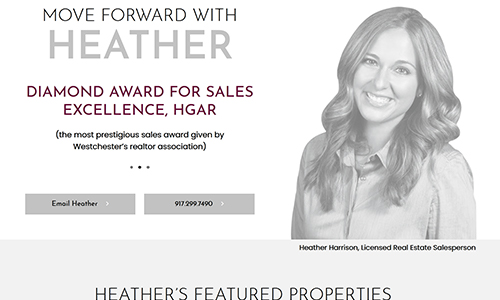 MOVE FORWARD WITH
HEATHER
DIAMOND AWARD FOR SALES
EXCELLENCE, HGAR
(the most prestigious sales award given by
Westchester's realtor association)
Email Heather >
917.299.7490 >
Heather Harrison, Licensed Real Estate Salesperson
HEATHER'S FEATURED PROPERTIES